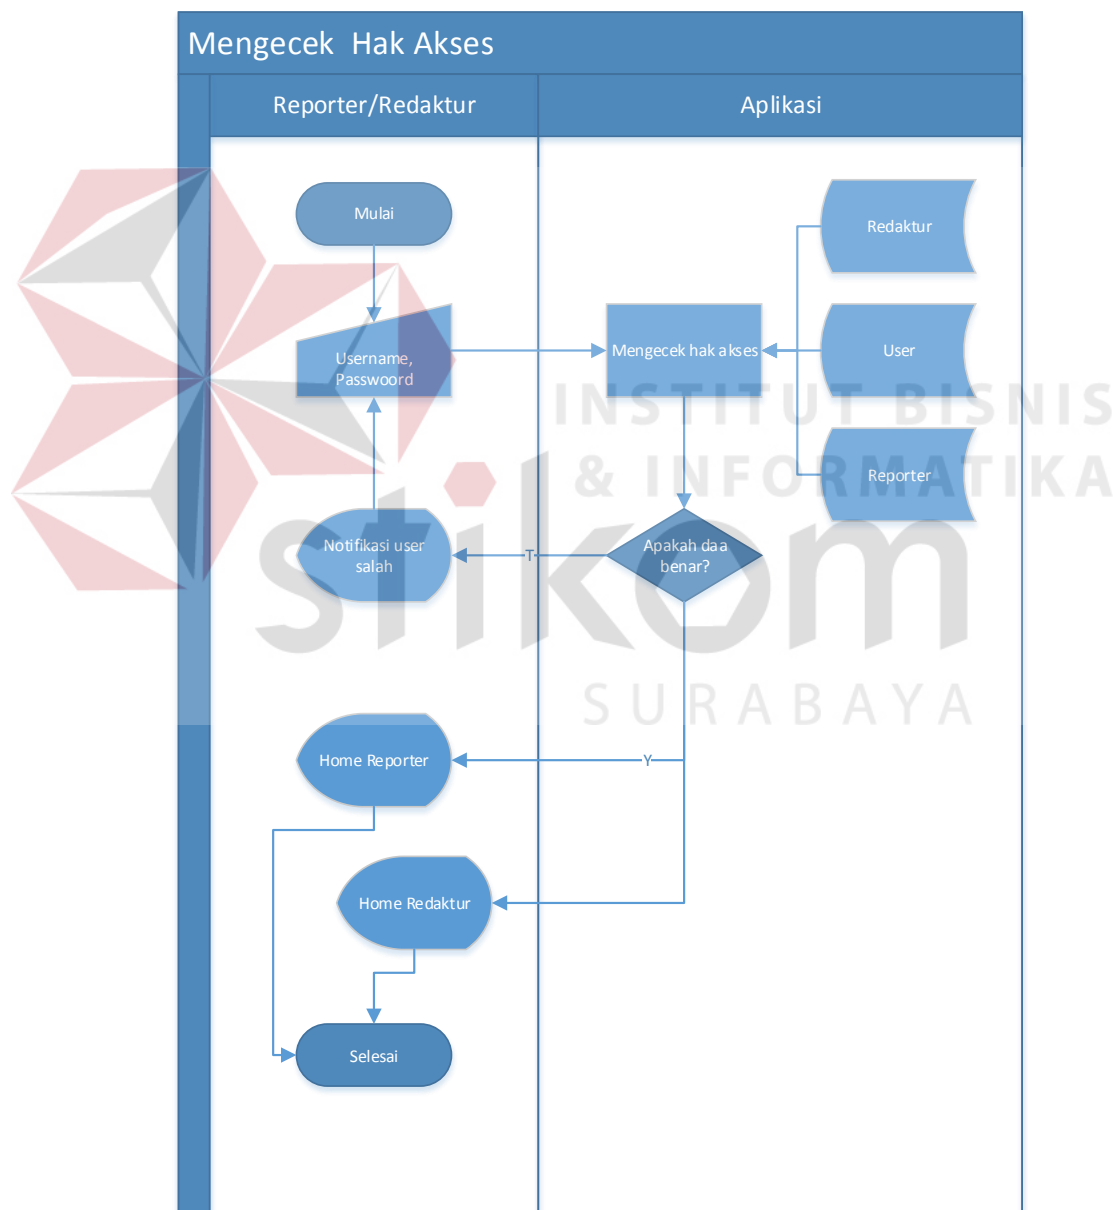 Mengecek Hak Akses
Reporter/Redaktur
Aplikasi
Mulai
Redaktur
Username,
Passwoord
Mengecek hak akses
User
INSTITUT BISNIS
& INFORMATIKA
Reporter
stikom
SURABAYA
Notifikasi user
salah
T
Apakah daa
benar?
Home Reporter
Y
Home Redaktur
Selesai